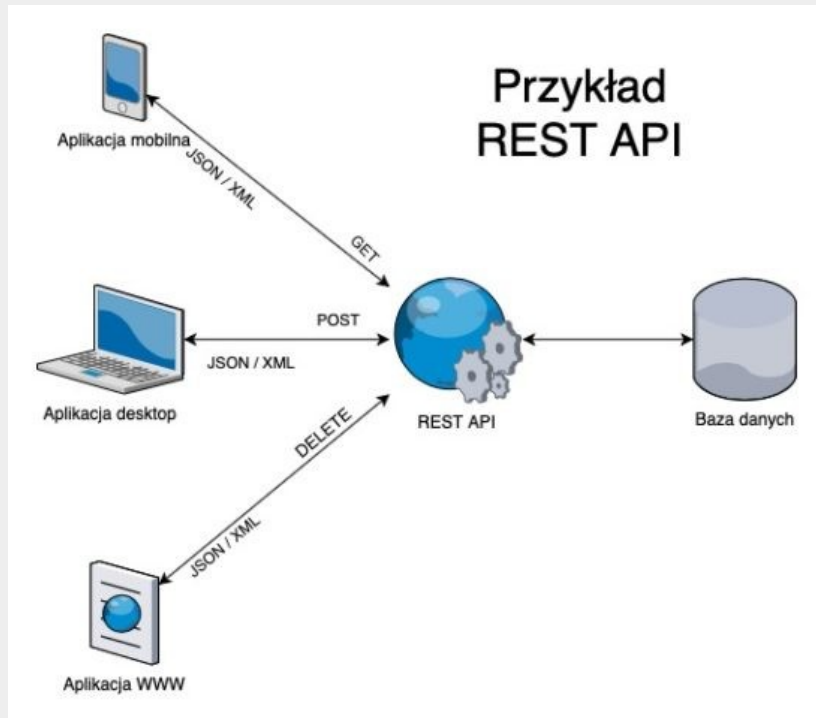 Przykład
REST API
Aplikacja mobilna
JSON / XML
GET
POST
JSON / XML
Aplikacja desktop
REST API
Baza danych
DELETE
JSON / XML
Aplikacja WWW